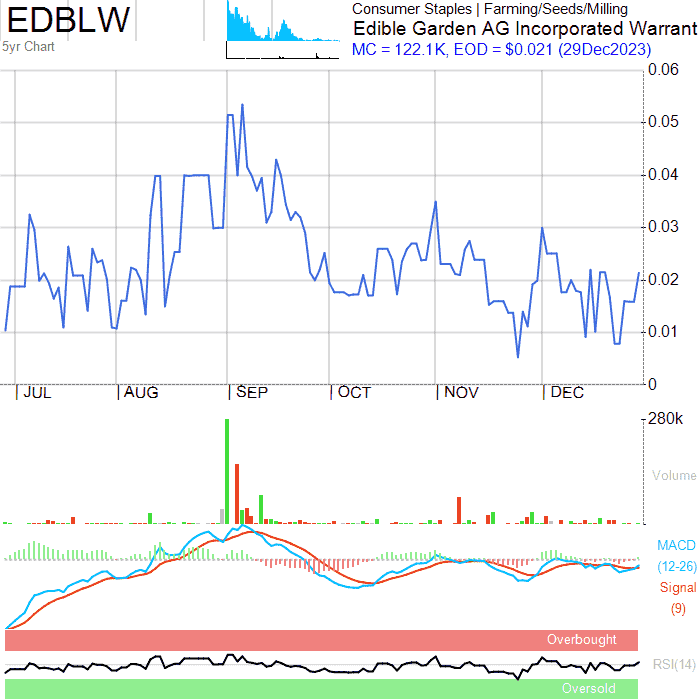 EDBLW
5yr Chart
Consumer Staples | Farming/Seeds/Milling
Edible Garden AG Incorporated Warrant
MC = 122.1K, EOD = $0.021 (29Dec2023)
0.06
0.05
0.04
0.03
0.02
0.01
0
JUL AUG SEP OCT NOV DEC
280k
Volume
MACD
(12-26)
Signal
(9)
Overbought
RSI(14)
Oversold